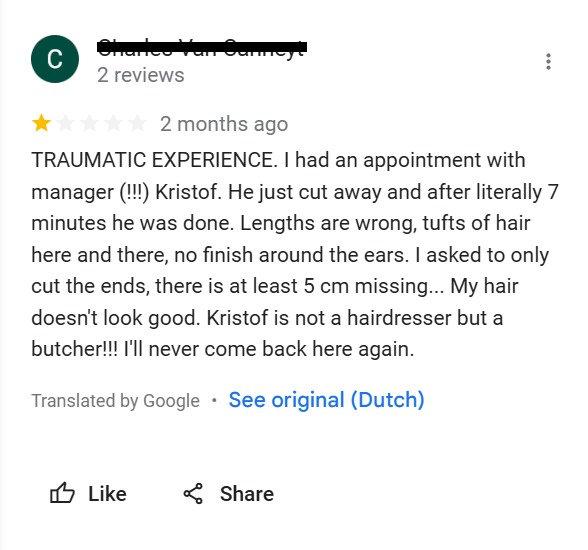 C
2 reviews
2 months ago
TRAUMATIC EXPERIENCE. I had an appointment with
manager (!!!) Kristof. He just cut away and after literally 7
minutes he was done. Lengths are wrong, tufts of hair
here and there, no finish around the ears. I asked to only
cut the ends, there is at least 5 cm missing... My hair
doesn't look good. Kristof is not a hairdresser but a
butcher!!! I'll never come back here again.
Translated by Google • See original (Dutch)
Like Share